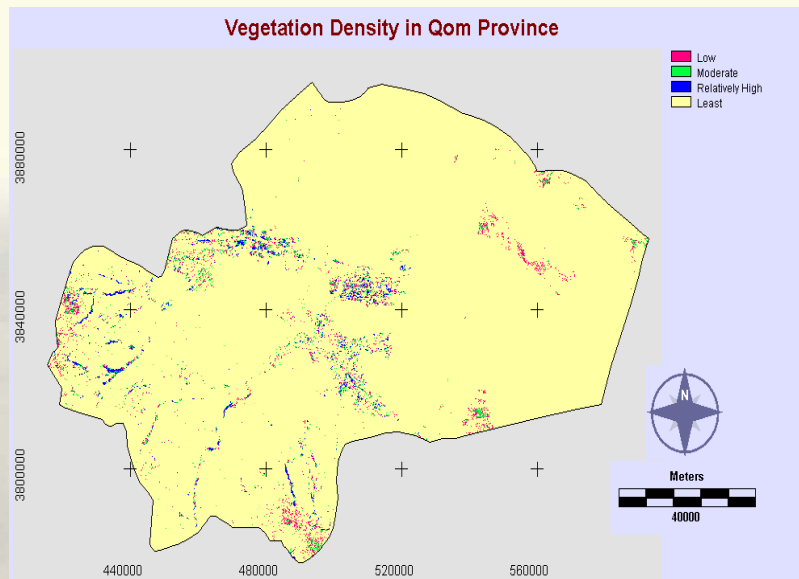 Vegetation Density in Qom Province
Low
Moderate
Relatively High
Least
3880000
3840000
3800000
N
Meters
40000
440000 480000 520000 560000